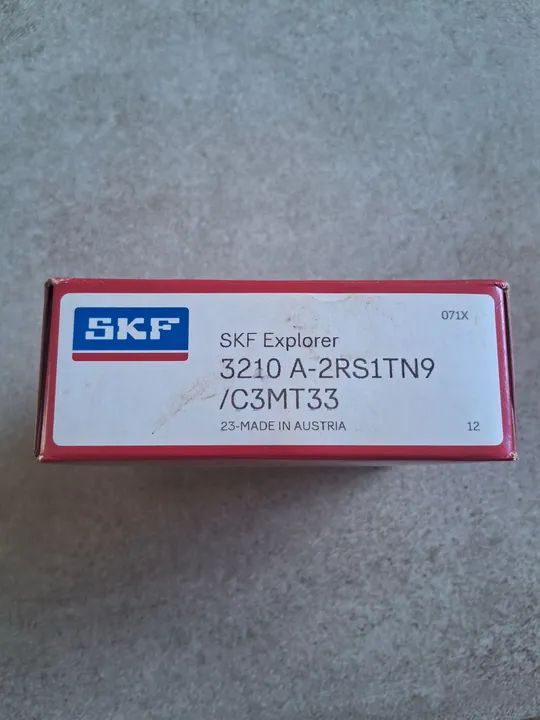 071X
SKF
SKF Explorer
3210 A-2RS1TN9
/C3MT33
23-MADE IN AUSTRIA
12